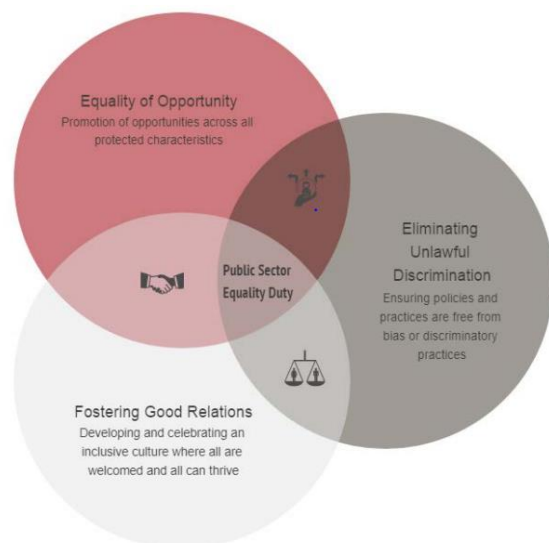 Equality of Opportunity
Promotion of opportunities across all
protected characteristics
Eliminating
Unlawful
Discrimination
Ensuring policies and
practices are free from
bias or discriminatory
practices
Public Sector
Equality Duty
Fostering Good Relations
Developing and celebrating an
inclusive culture where all are
welcomed and all can thrive